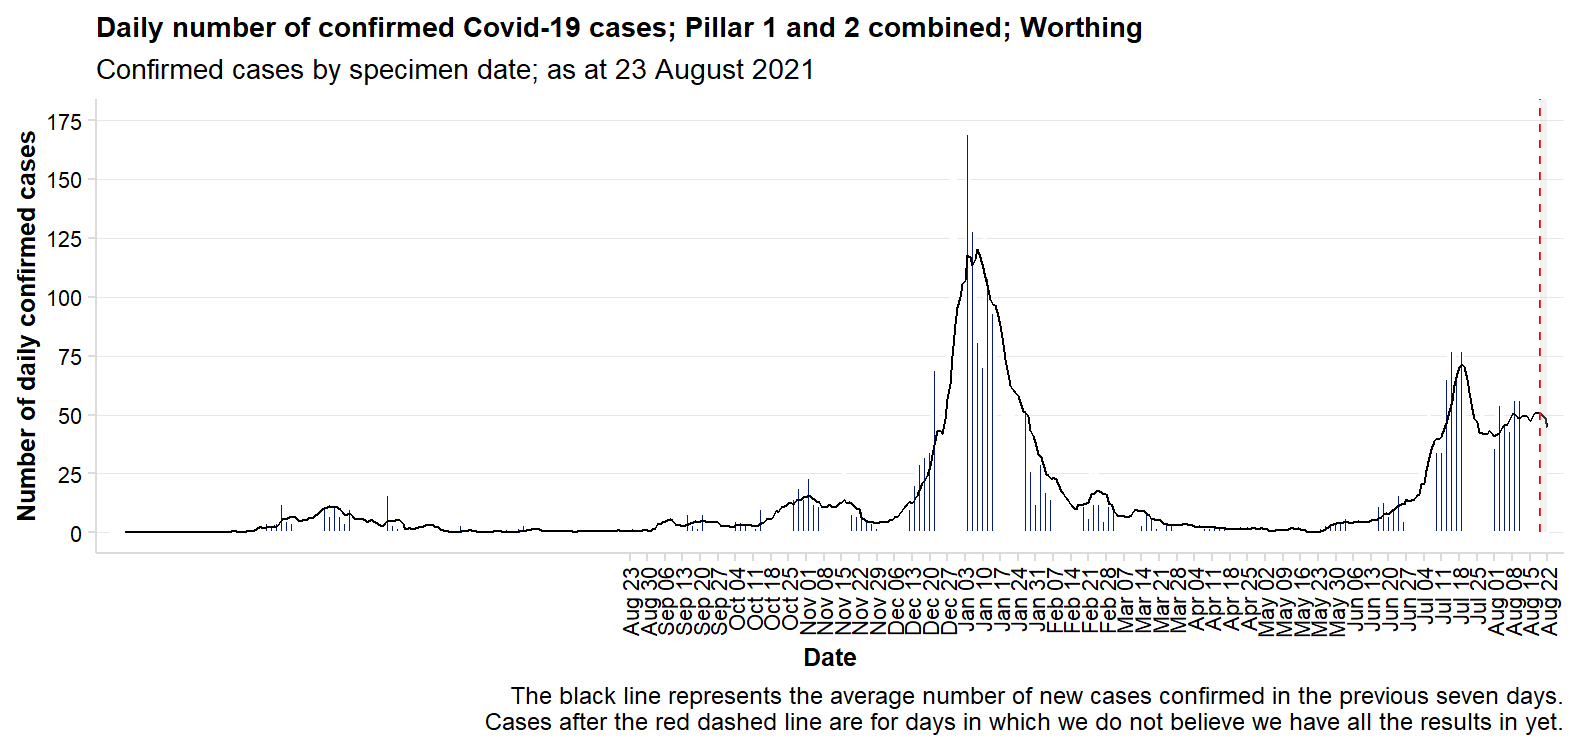 Daily number of confirmed Covid-19 cases; Pillar 1 and 2 combined; Worthing
Confirmed cases by specimen date; as at 23 August 2021
Number of daily confirmed cases
175
150
125
100
75
50
25
0
Aug 23
Aug 30
Sep 06
Sep 13
Sep 20
Sep 27
Oct 04
Oct 11
Oct 18
Oct 25
Nov 01
Nov 08
Nov 15
Nov 22
Nov 29
Dec 06
Dec 13
Dec 20
Dec 27
Jan 03
Jan 10
Jan 17
Jan 24
Jan 31
Feb 07
Feb 14
Feb 21
Feb 28
Mar 07
Mar 14
Mar 21
Mar 28
Apr 04
Apr 11
Apr 18
Apr 25
May 02
May 09
May 16
May 23
May 30
Jun 06
Jun 13
Jun 20
Jun 27
Jul 04
Jul 11
Jul 18
Jul 25
Aug 01
Aug 08
Aug 15
Aug 22
Date
The black line represents the average number of new cases confirmed in the previous seven days.
Cases after the red dashed line are for days in which we do not believe we have all the results in yet.